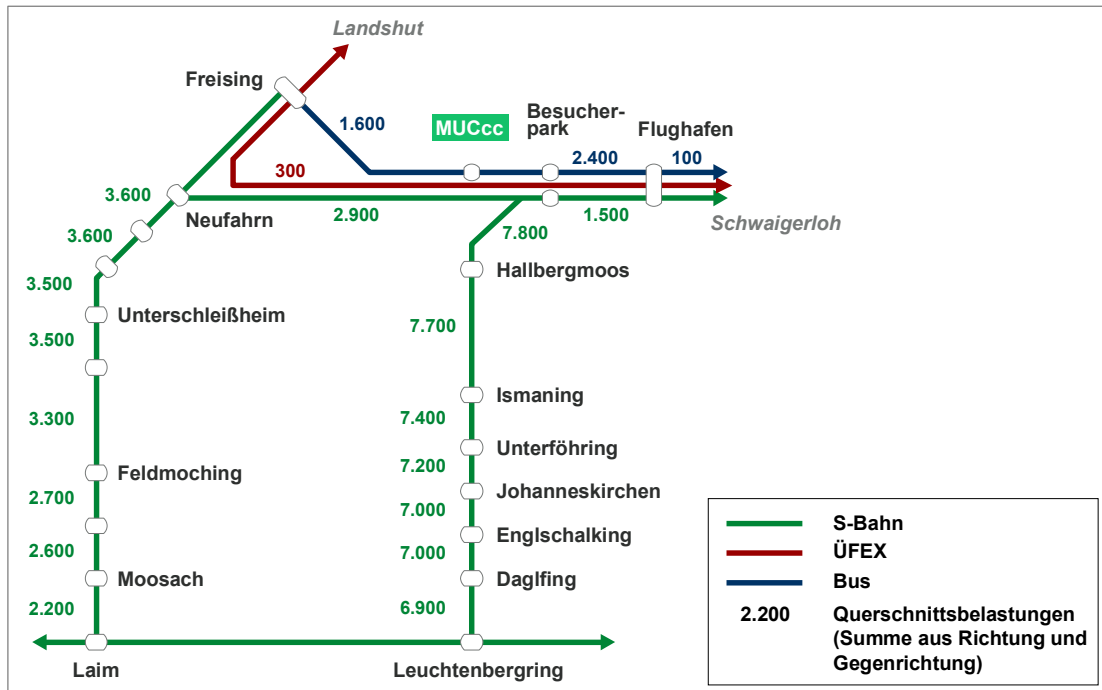 Landshut
Freising
1.600
MUCcc
Besucher-
park
Flughafen
2.400
100
300
3.600
Neufahrn
2.900
1.500
Schwaigerloh
3.600
7.800
3.500
Hallbergmoos
Unterschleißheim
3.500
7.700
Ismaning
3.300
7.400
Unterföhring
Feldmoching
7.200
2.700
Johanneskirchen
7.000
Englschalking
2.600
7.000
Moosach
Daglfing
2.200
6.900
Laim
Leuchtenbergring
S-Bahn
ÜFEX
Bus
2.200 Querschnittsbelastungen
(Summe aus Richtung und
Gegenrichtung)